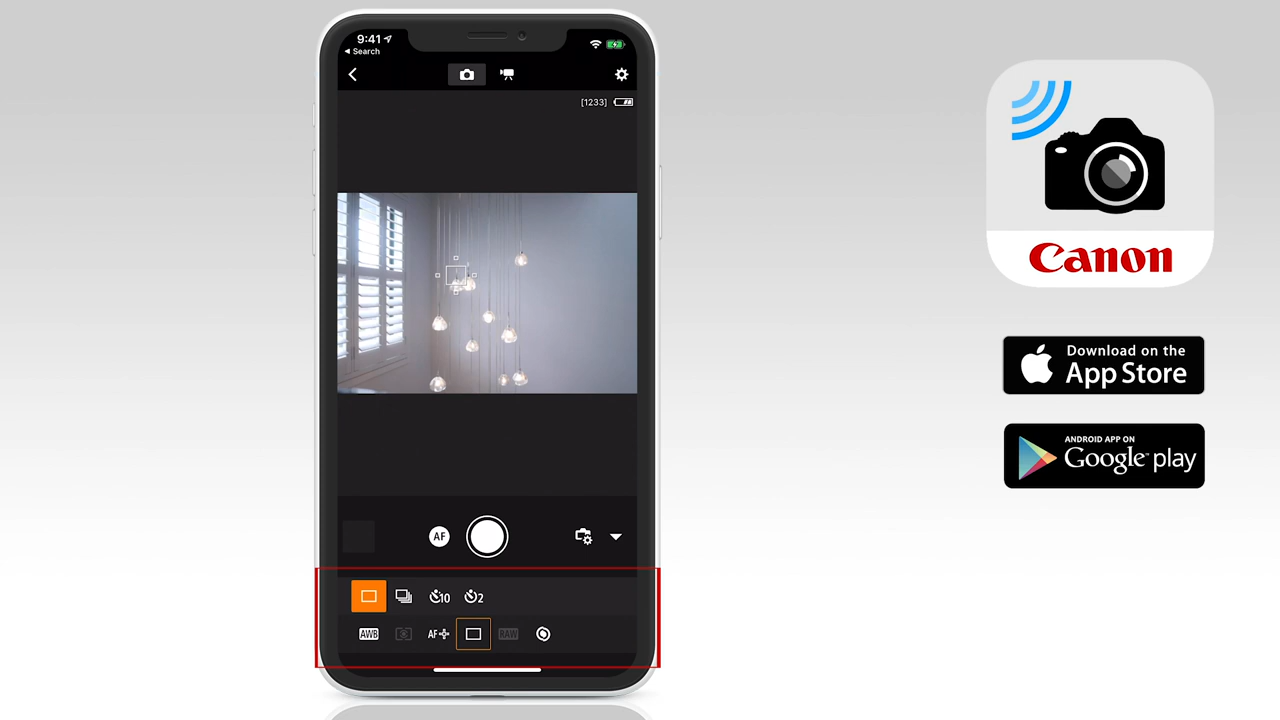 9:41
Search
[1233]
Canon
Download on the
App Store
ANDROID APP ON
Google™ play
AF
10
2
AWB
AF
RAW